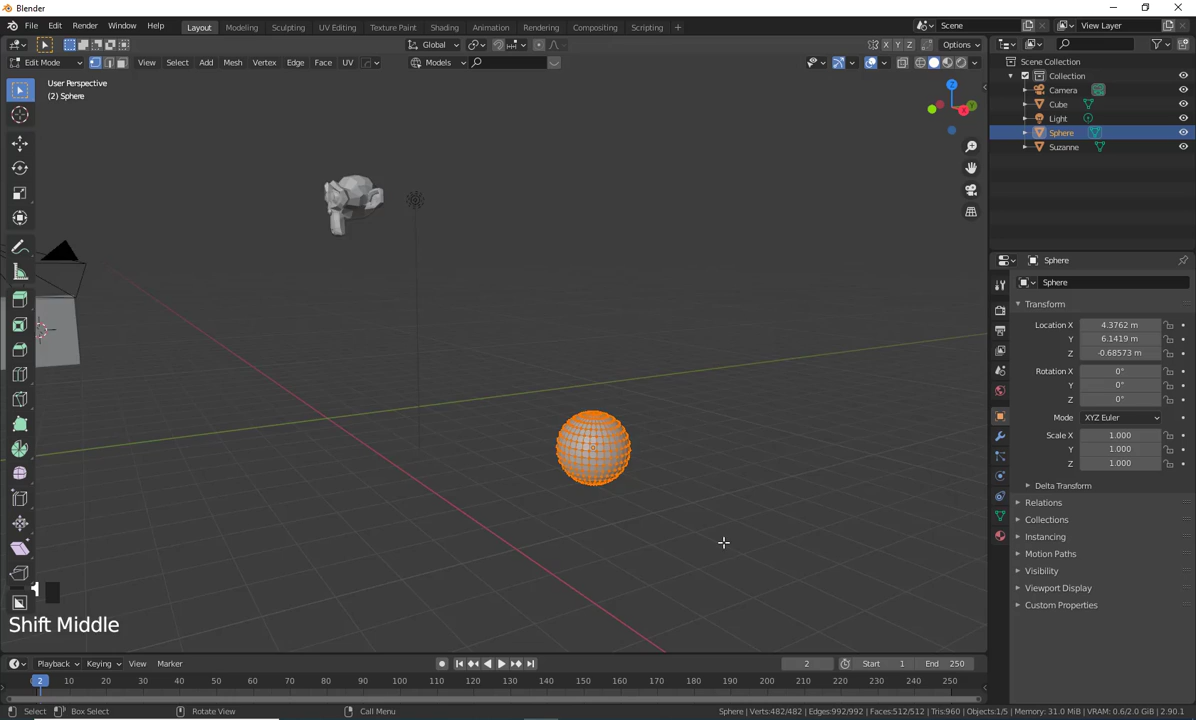 Blender
File Edit Render Window Help Layout Modeling Sculpting UV Editing Texture Paint Shading Animation Rendering Compositing Scripting + Scene View Layer
Global X Y Z Options
Edit Mode View Select Add Mesh Vertex Edge Face UV Models
User Perspective
(2) Sphere
Z
Y
X
Scene Collection
Collection
Camera
Cube
Light
Sphere
Suzanne
Sphere
Sphere
Transform
Location X 4.3762 m
Y 6.1419 m
Z -0.68573 m
Rotation X 0°
Y 0°
Z 0°
Mode XYZ Euler
Scale X 1.000
Y 1.000
Z 1.000
Delta Transform
Relations
Collections
Instancing
Motion Paths
Visibility
Viewport Display
Custom Properties
Shift Middle
Playback Keying View Marker 2 Start 1 End 250
2 10 20 30 40 50 60 70 80 90 100 110 120 130 140 150 160 170 180 190 200 210 220 230 240 250
Select Box Select Rotate View Call Menu Sphere | Verts:482/482 | Edges:992/992 | Faces:512/512 | Tris:960 | Objects:1/5 | Memory: 31.0 MiB | VRAM: 0.6/2.0 GiB | 2.90.1